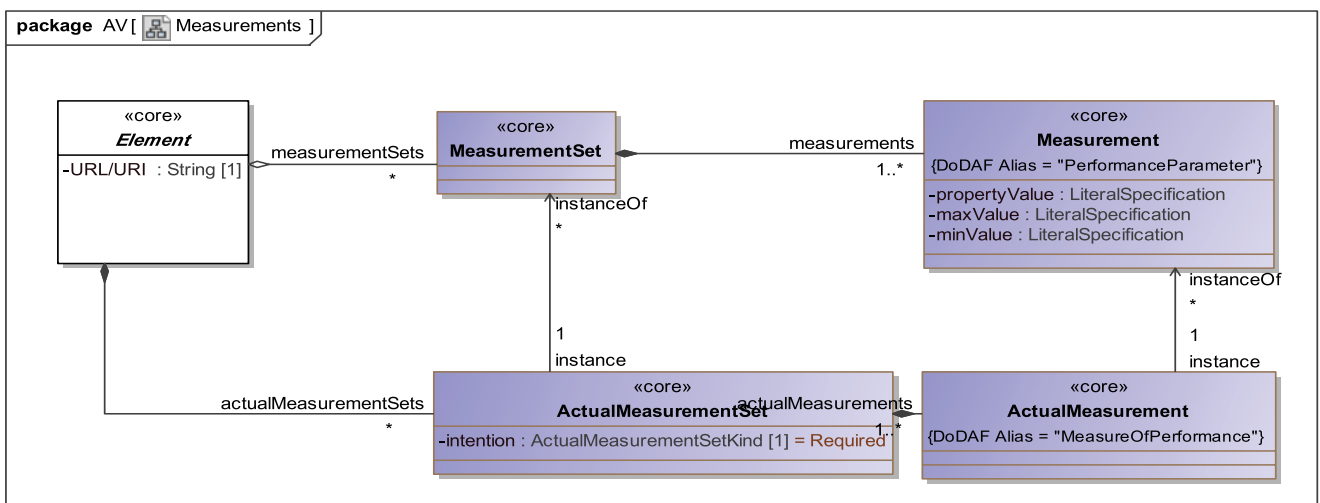 package AV [ Measurements ]
«core»
Element
-URL/URI : String [1]
measurementSets
*
«core»
MeasurementSet
measurements
1..*
«core»
Measurement
{DoDAF Alias = "PerformanceParameter"}
-propertyValue : LiteralSpecification
-maxValue : LiteralSpecification
-minValue : LiteralSpecification
instanceOf
*
1
instance
instanceOf
*
1
instance
actualMeasurementSets
*
«core»
ActualMeasurementSet
-intention : ActualMeasurementSetKind [1] = Required
actualMeasurements
1..*
«core»
ActualMeasurement
{DoDAF Alias = "MeasureOfPerformance"}